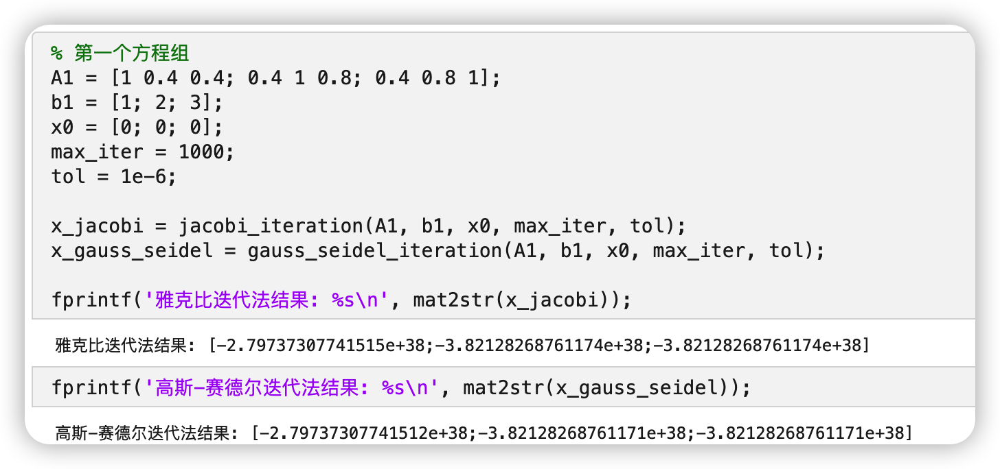 % 第一个方程组
A1 = [1 0.4 0.4; 0.4 1 0.8; 0.4 0.8 1];
b1 = [1; 2; 3];
x0 = [0; 0; 0];
max_iter = 1000;
tol = 1e-6;
x_jacobi = jacobi_iteration(A1, b1, x0, max_iter, tol);
x_gauss_seidel = gauss_seidel_iteration(A1, b1, x0, max_iter, tol);
fprintf('雅克比迭代法结果: %s\n', mat2str(x_jacobi));
雅克比迭代法结果: [-2.79737307741515e+38;-3.82128268761174e+38;-3.82128268761174e+38]
fprintf('高斯-赛德尔迭代法结果: %s\n', mat2str(x_gauss_seidel));
高斯-赛德尔迭代法结果: [-2.79737307741512e+38;-3.82128268761171e+38;-3.82128268761171e+38]